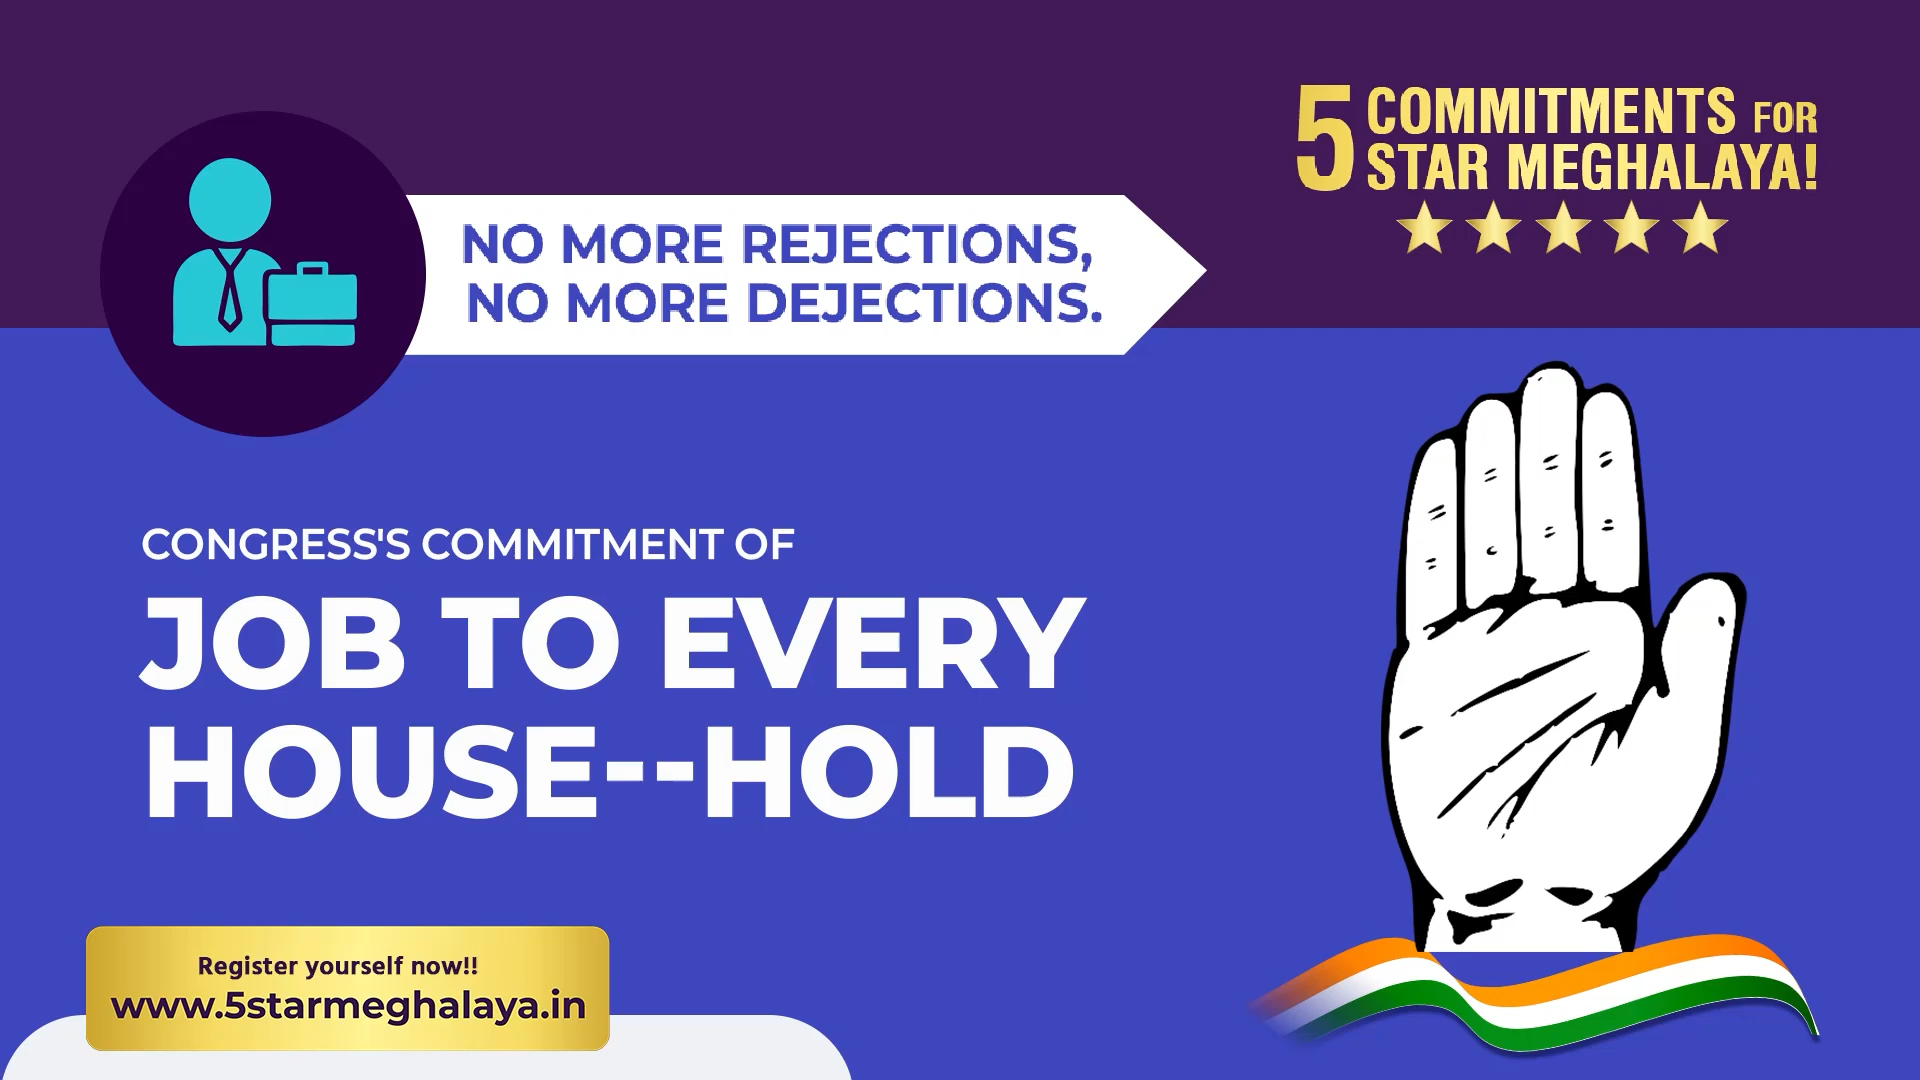 5 COMMITMENTS FOR
STAR MEGHALAYA!
NO MORE REJECTIONS,
NO MORE DEJECTIONS.
CONGRESS'S COMMITMENT OF
JOB TO EVERY
HOUSE--HOLD
Register yourself now!!
www.5starmeghalaya.in